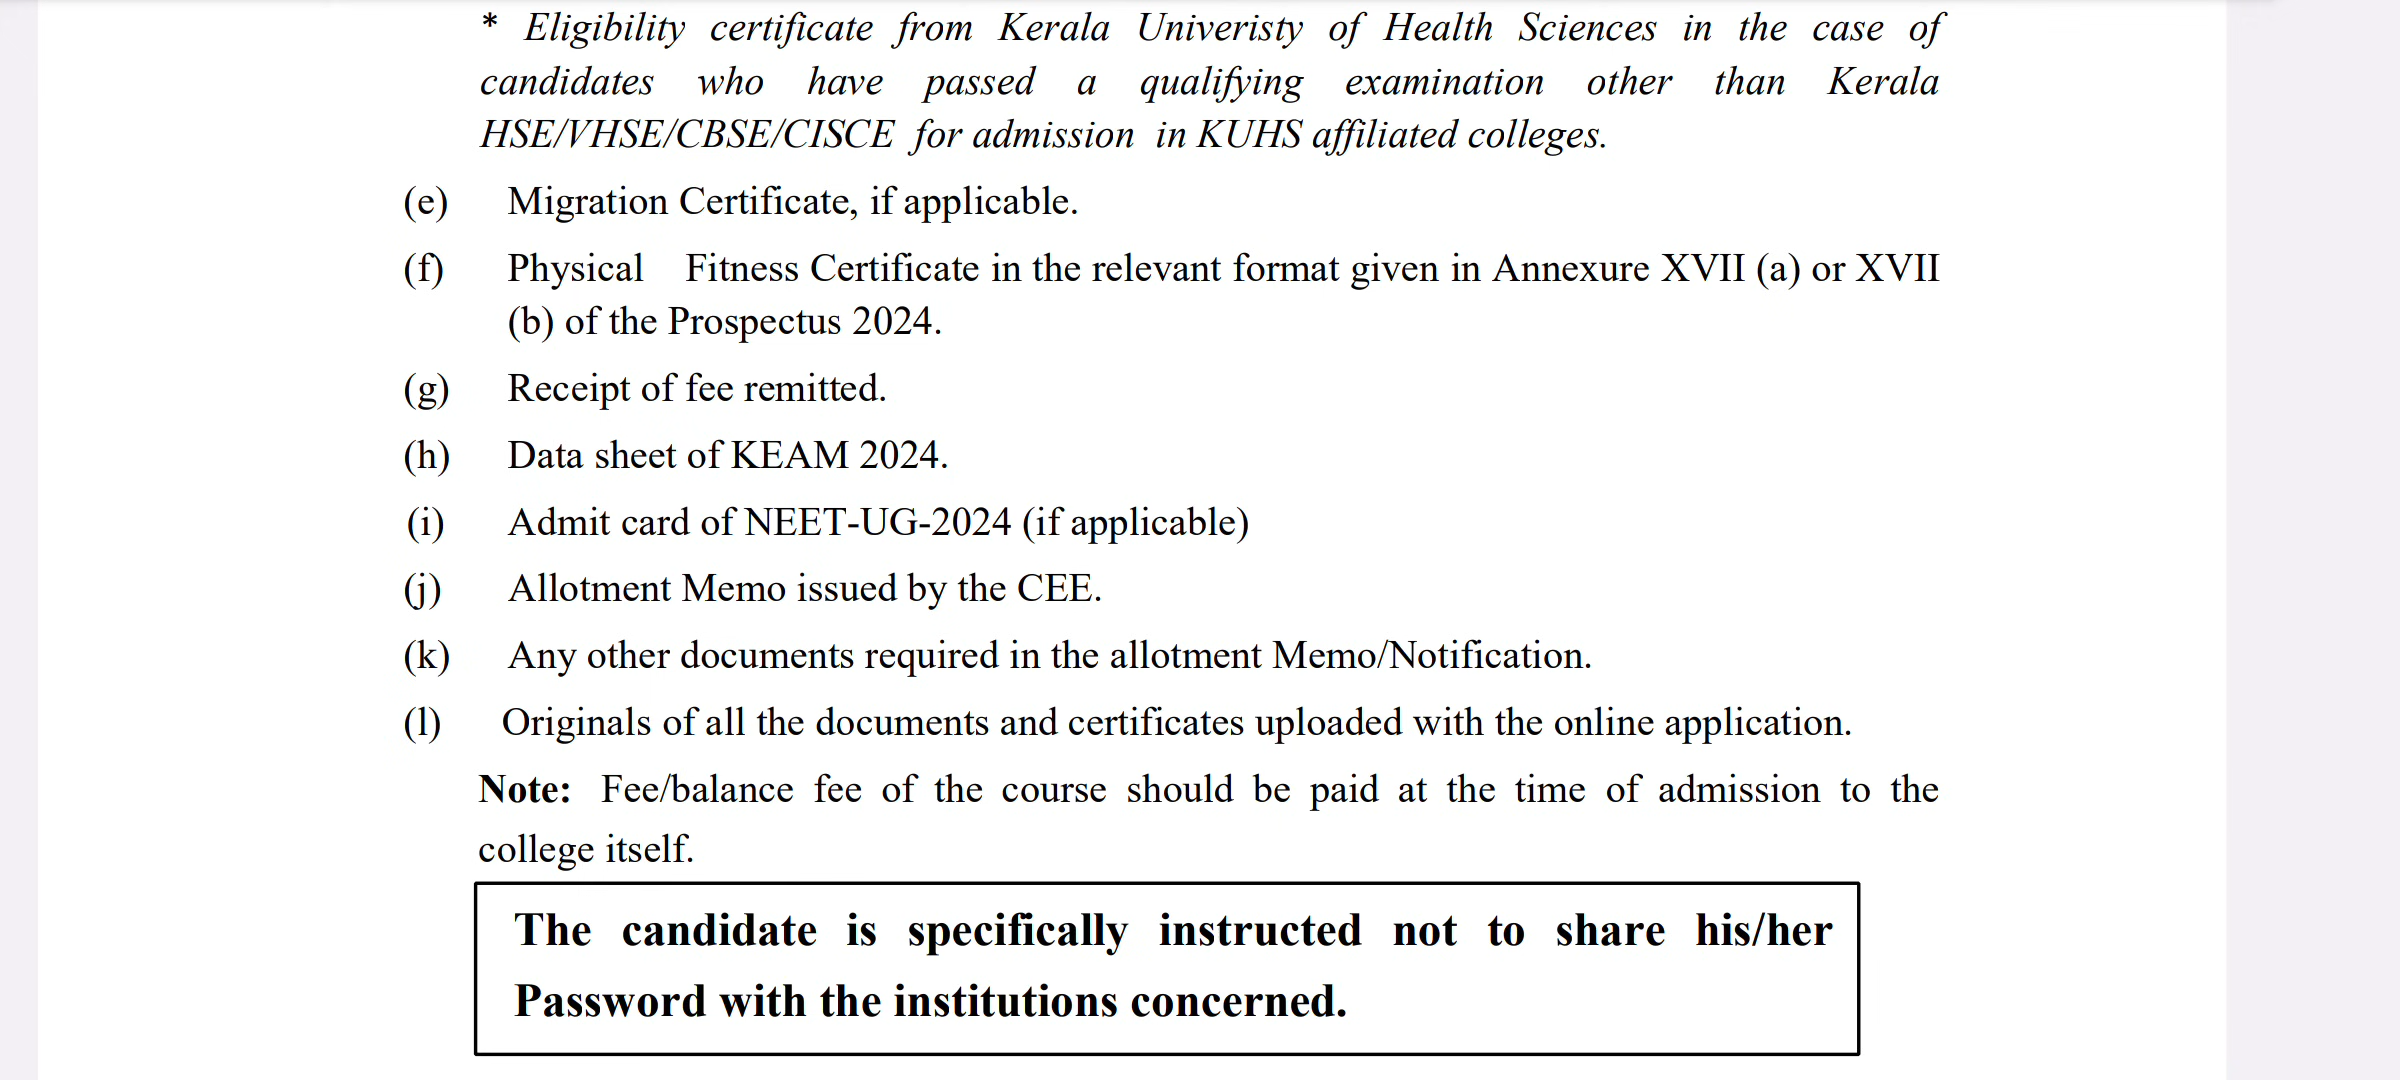 * Eligibility certificate from Kerala Univeristy of Health Sciences in the case of
candidates who have passed a qualifying examination other than Kerala
HSE/VHSE/CBSE/CISCE for admission in KUHS affiliated colleges.
(e) Migration Certificate, if applicable.
(f) Physical Fitness Certificate in the relevant format given in Annexure XVII (a) or XVII
(b) of the Prospectus 2024.
(g) Receipt of fee remitted.
(h) Data sheet of KEAM 2024.
(i) Admit card of NEET-UG-2024 (if applicable)
(j) Allotment Memo issued by the CEE.
(k) Any other documents required in the allotment Memo/Notification.
(l) Originals of all the documents and certificates uploaded with the online application.
Note: Fee/balance fee of the course should be paid at the time of admission to the
college itself.
The candidate is specifically instructed not to share his/her
Password with the institutions concerned.